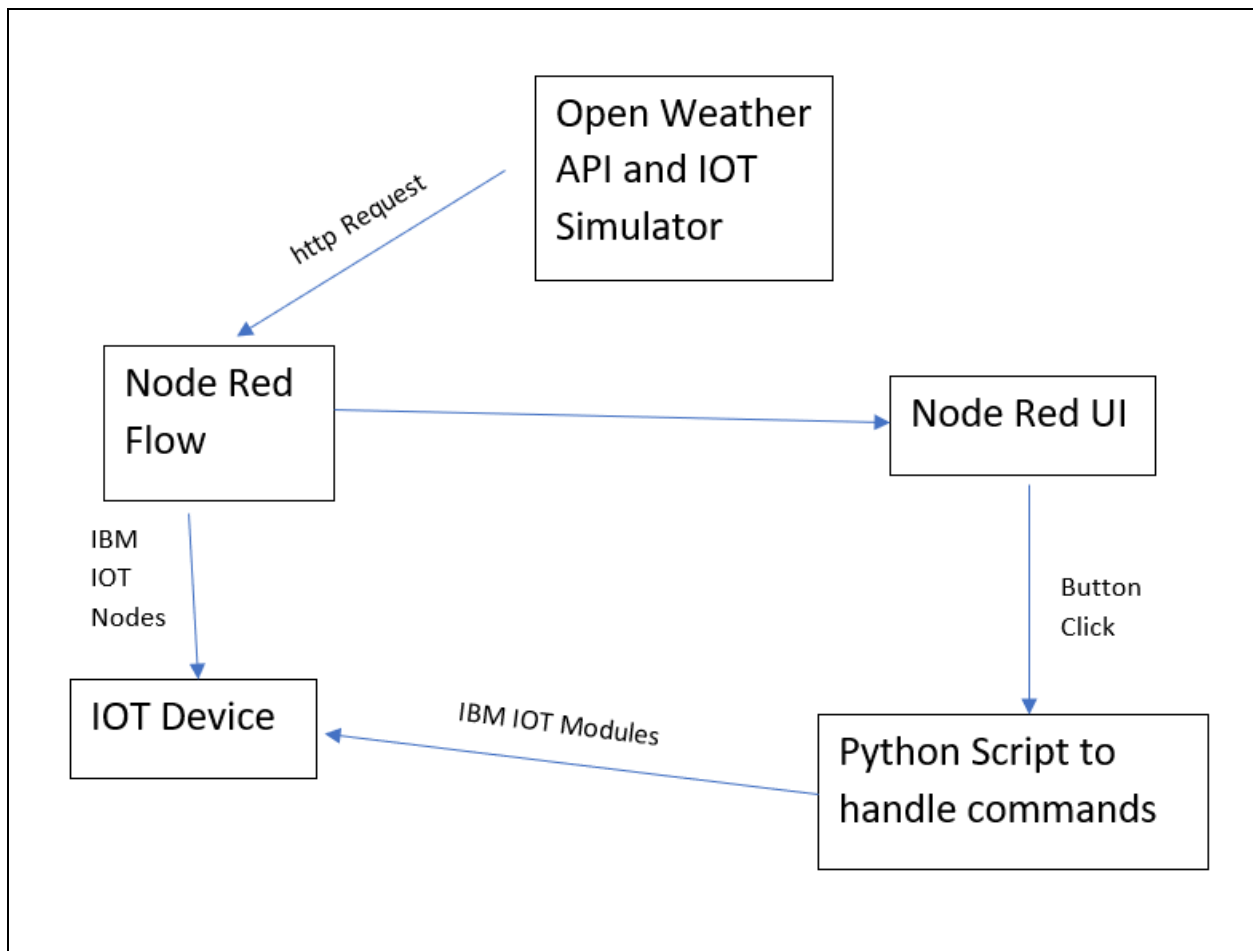 Open Weather
API and IOT
Simulator
http Request
Node Red
Flow
Node Red UI
IBM
IOT
Nodes
Button
Click
IOT Device
IBM IOT Modules
Python Script to
handle commands